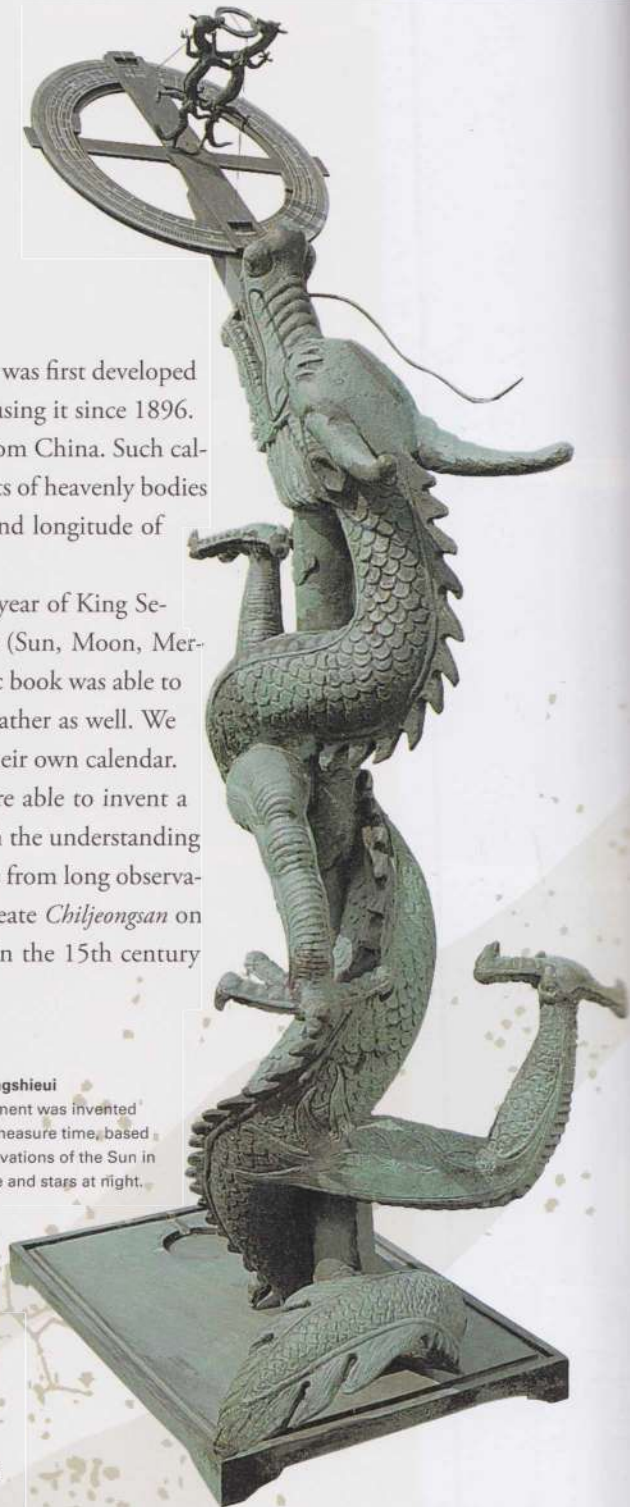 was first developed
using it since 1896.
om China. Such cal-
ts of heavenly bodies
nd longitude of
year of King Se-
(Sun, Moon, Mer-
c book was able to
ather as well. We
eir own calendar.
re able to invent a
n the understanding
e from long observa-
eate Chiljeongsan on
n the 15th century
ngshieui
ment was invented
measure time, based
vations of the Sun in
e and stars at night.